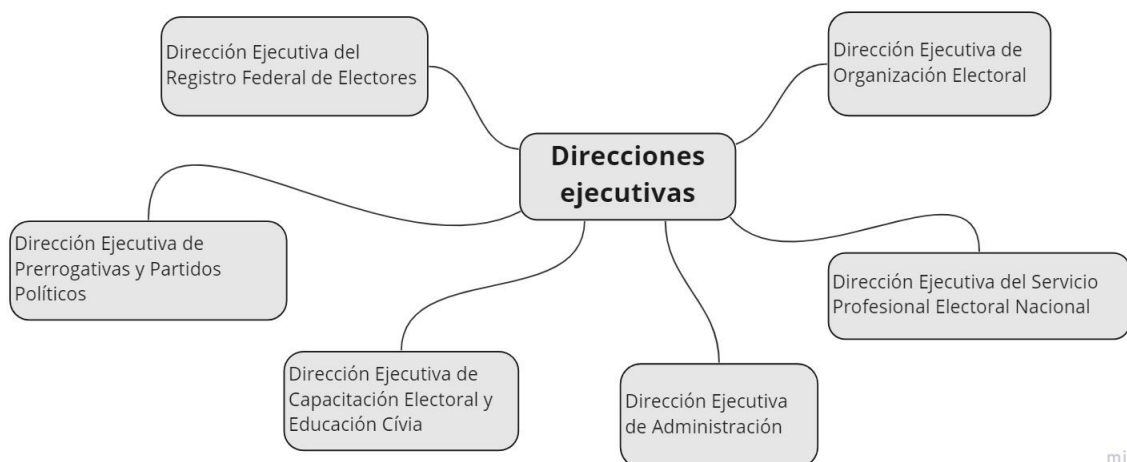 Dirección Ejecutiva del
Registro Federal de Electores
Dirección Ejecutiva de
Organización Electoral
Direcciones
ejecutivas
Dirección Ejecutiva de
Prerrogativas y Partidos
Políticos
Dirección Ejecutiva del Servicio
Profesional Electoral Nacional
Dirección Ejecutiva de
Capacitación Electoral y
Educación Cívia
Dirección Ejecutiva
de Administración
mi